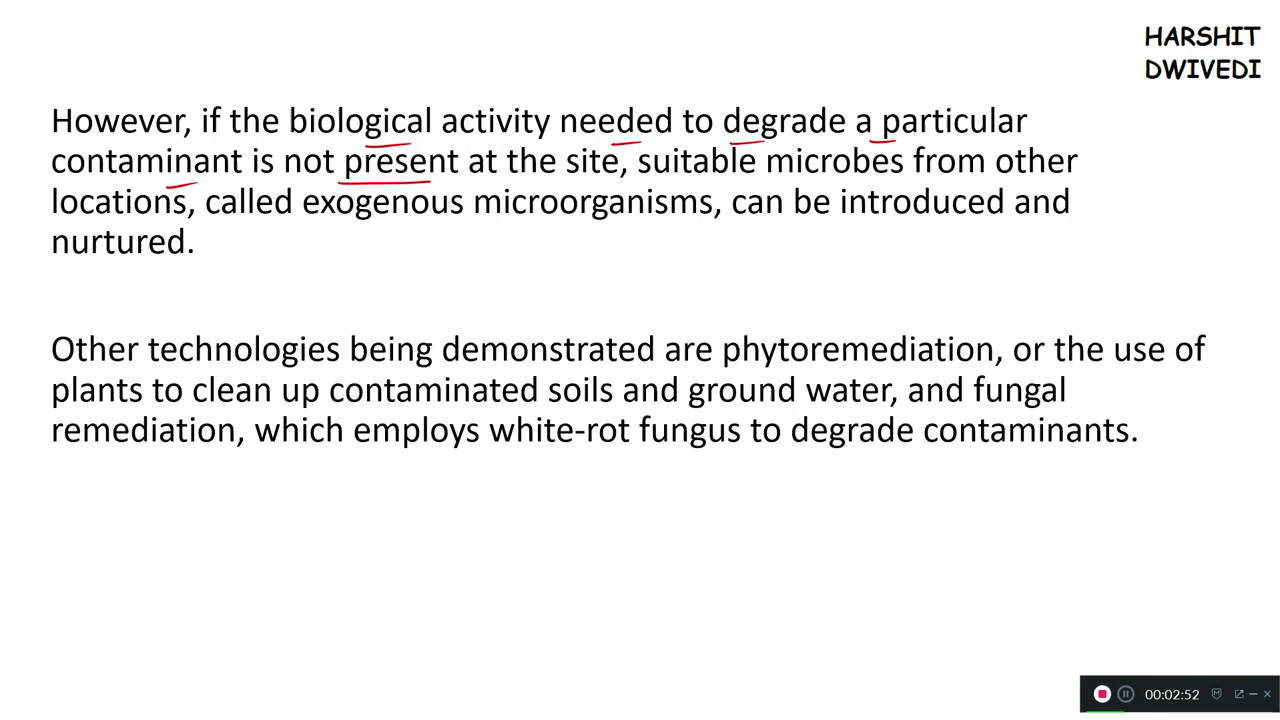 HARSHIT
DWIVEDI
However, if the biological activity needed to degrade a particular
contaminant is not present at the site, suitable microbes from other
locations, called exogenous microorganisms, can be introduced and
nurtured.
Other technologies being demonstrated are phytoremediation, or the use of
plants to clean up contaminated soils and ground water, and fungal
remediation, which employs white-rot fungus to degrade contaminants.
00:02:52